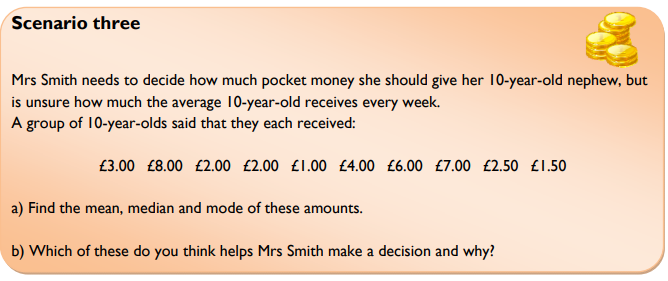 Scenario three
Mrs Smith needs to decide how much pocket money she should give her 10-year-old nephew, but
is unsure how much the average 10-year-old receives every week.
A group of 10-year-olds said that they each received:
£3.00 £8.00 £2.00 £2.00 £1.00 £4.00 £6.00 £7.00 £2.50 £1.50
a) Find the mean, median and mode of these amounts.
b) Which of these do you think helps Mrs Smith make a decision and why?